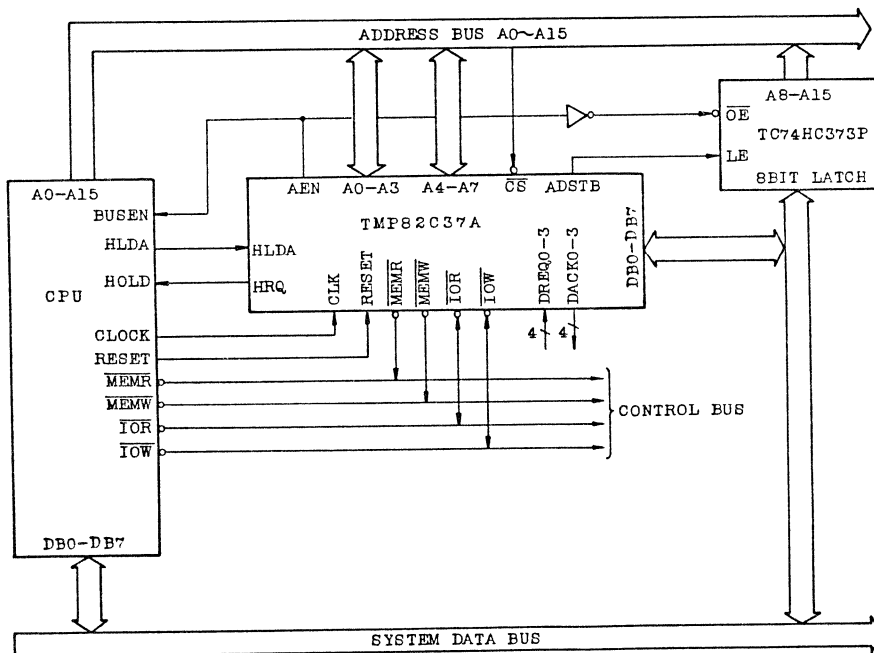 ADDRESS BUS A0~A15
A8-A15
OE
TC74HC373P
LE
8BIT LATCH
A0-A15
BUSEN
HLDA
HOLD
CPU
CLOCK
RESET
MEMR
MEMW
IOR
IOW
DB0-DB7
AEN A0-A3 A4-A7 CS ADSTB
TMP82C37A
HLDA
HRQ
CLK
RESET
MEMR
MEMW
IOR
IOW
DREQ0-3
DACK0-3
DB0-DB7
4 4
CONTROL BUS
SYSTEM DATA BUS